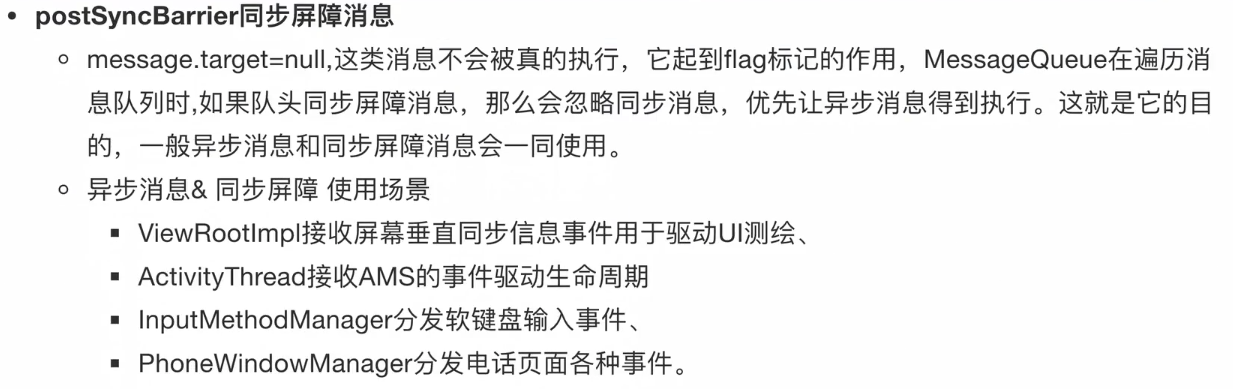 postSyncBarrier同步屏障消息
message.target=null,这类消息不会被真的执行，它起到flag标记的作用，MessageQueue在遍历消
息队列时,如果队头同步屏障消息，那么会忽略同步消息，优先让异步消息得到执行。这就是它的目
的，一般异步消息和同步屏障消息会一同使用。
异步消息& 同步屏障 使用场景
ViewRootImpl接收屏幕垂直同步信息事件用于驱动UI测绘、
ActivityThread接收AMS的事件驱动生命周期
InputMethodManager分发软键盘输入事件、
PhoneWindowManager分发电话页面各种事件。